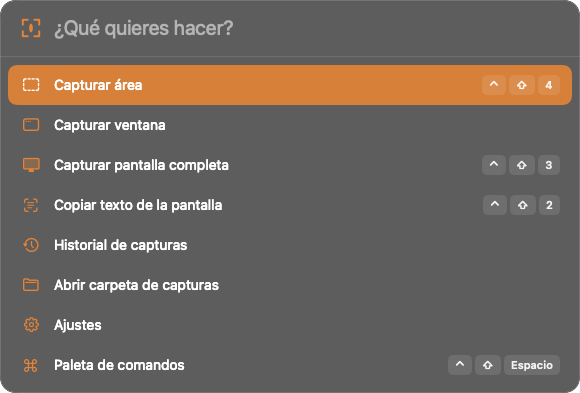 ¿Qué quieres hacer?
Capturar área ^ ⇧ 4
Capturar ventana
Capturar pantalla completa ^ ⇧ 3
Copiar texto de la pantalla ^ ⇧ 2
Historial de capturas
Abrir carpeta de capturas
Ajustes
Paleta de comandos ^ ⇧ Espacio